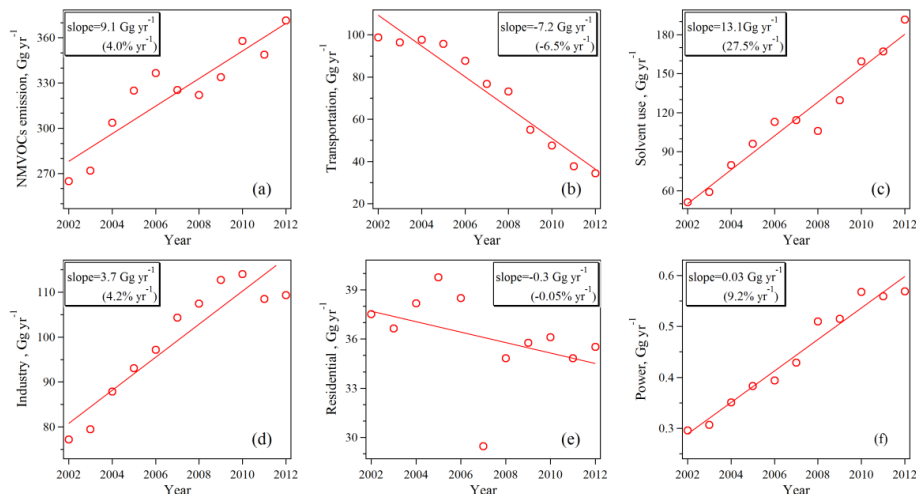 slope=9.1 Gg yr-1
(4.0% yr-1)
NMVOCs emission, Gg yr-1
370
330
300
270
(a)
2002 2004 2006 2008 2010 2012
Year
slope=-7.2 Gg yr-1
(-6.5% yr-1)
Transportation, Gg yr-1
100
80
60
40
20
(b)
2002 2004 2006 2008 2010 2012
Year
slope=13.1Gg yr-1
(27.5% yr-1)
Solvent use , Gg yr-1
180
150
120
90
60
(c)
2002 2004 2006 2008 2010 2012
Year
slope=3.7 Gg yr-1
(4.2% yr-1)
Industry , Gg yr-1
110
100
90
80
(d)
2002 2004 2006 2008 2010 2012
Year
slope=-0.3 Gg yr-1
(-0.05% yr-1)
Residential , Gg yr-1
39
36
33
30
(e)
2002 2004 2006 2008 2010 2012
Year
slope=0.03 Gg yr-1
(9.2% yr-1)
Power, Gg yr-1
0.6
0.5
0.4
0.3
(f)
2002 2004 2006 2008 2010 2012
Year